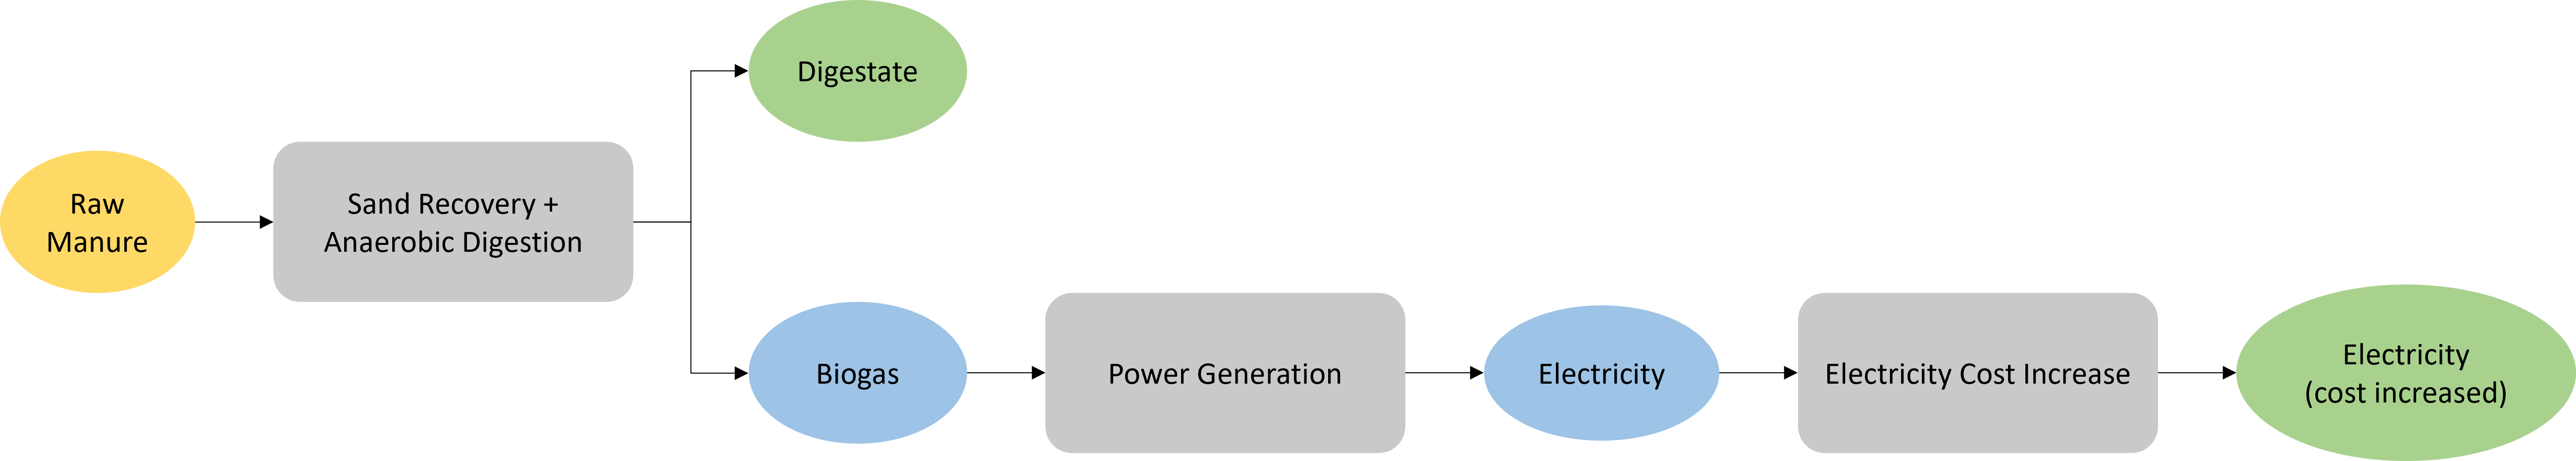 Digestate
Raw
Manure
Sand Recovery +
Anaerobic Digestion
Biogas
Power Generation
Electricity
Electricity Cost Increase
Electricity
(cost increased)